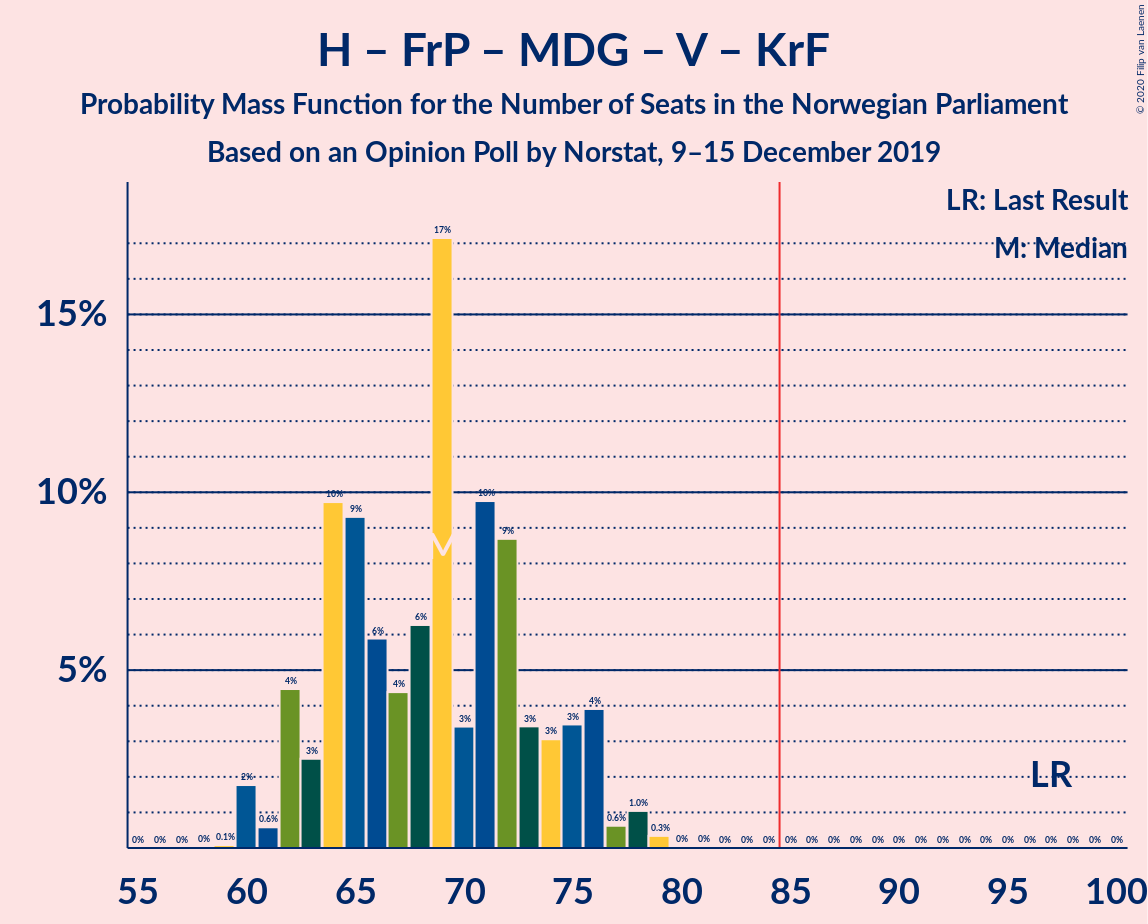 H – FrP – MDG – V – KrF
Probability Mass Function for the Number of Seats in the Norwegian Parliament
Based on an Opinion Poll by Norstat, 9–15 December 2019
© 2020 Filip van Laenen
LR: Last Result
M: Median
15%
10%
5%
0% 0% 0% 0% 0.1% 2% 0.6% 4% 3% 10% 9% 6% 4% 6% 17% 3% 10% 9% 3% 3% 3% 4% 0.6% 1.0% 0.3% 0% 0% 0% 0% 0% 0% 0% 0% 0% 0% 0% 0% 0% 0% 0% 0% 0% 0% 0% 0% 0%
M
LR
55 60 65 70 75 80 85 90 95 100